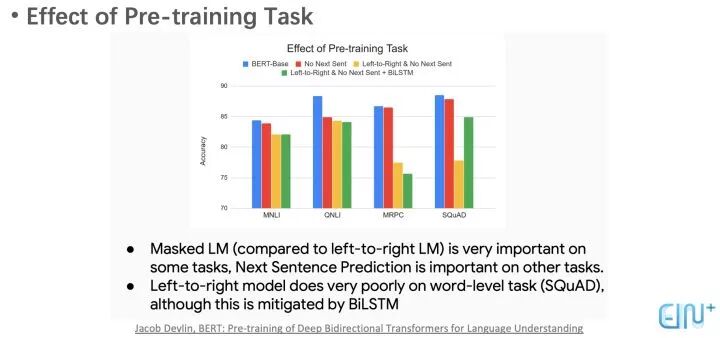 • Effect of Pre-training Task
Effect of Pre-training Task
BERT-Base No Next Sent Left-to-Right & No Next Sent
Left-to-Right & No Next Sent + BiLSTM
90
85
80
75
70
Accuracy
MNLI QNLI MRPC SQuAD
● Masked LM (compared to left-to-right LM) is very important on
some tasks, Next Sentence Prediction is important on other tasks.
● Left-to-right model does very poorly on word-level task (SQuAD),
although this is mitigated by BiLSTM
Jacob Devlin, BERT: Pre-training of Deep Bidirectional Transformers for Language Understanding